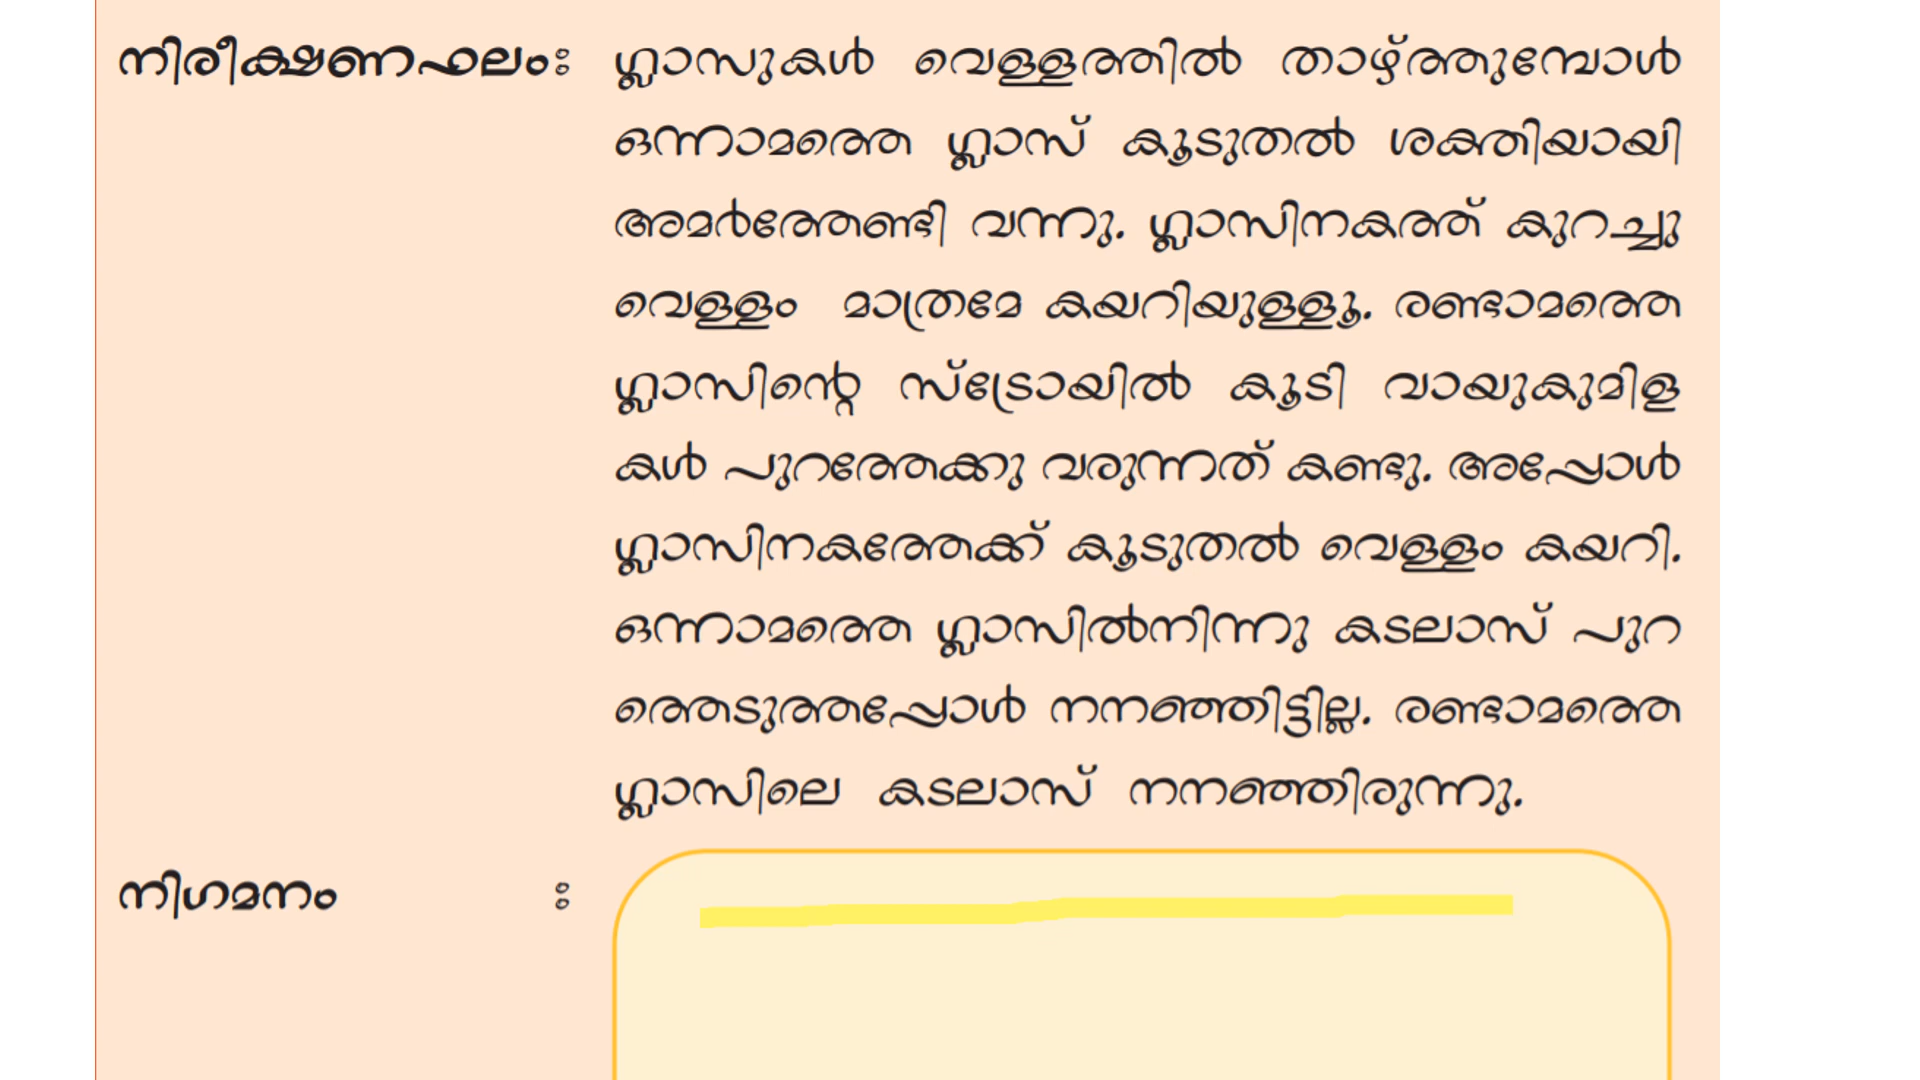 നിരീക്ഷണഫലം : ഗ്ലാസുകൾ വെള്ളത്തിൽ താഴ്ത്തുമ്പോൾ
ഒന്നാമത്തെ ഗ്ലാസ് കൂടുതൽ ശക്തിയായി
അമർത്തേണ്ടി വന്നു. ഗ്ലാസിനകത്ത് കുറച്ചു
വെള്ളം മാത്രമേ കയറിയുള്ളൂ. രണ്ടാമത്തെ
ഗ്ലാസിന്റെ സ്ട്രോയിൽ കൂടി വായുകുമിള
കൾ പുറത്തേക്കു വരുന്നത് കണ്ടു. അപ്പോൾ
ഗ്ലാസിനകത്തേക്ക് കൂടുതൽ വെള്ളം കയറി.
ഒന്നാമത്തെ ഗ്ലാസിൽനിന്നു കടലാസ് പുറ
ത്തെടുത്തപ്പോൾ നനഞ്ഞിട്ടില്ല. രണ്ടാമത്തെ
ഗ്ലാസിലെ കടലാസ് നനഞ്ഞിരുന്നു.
നിഗമനം :